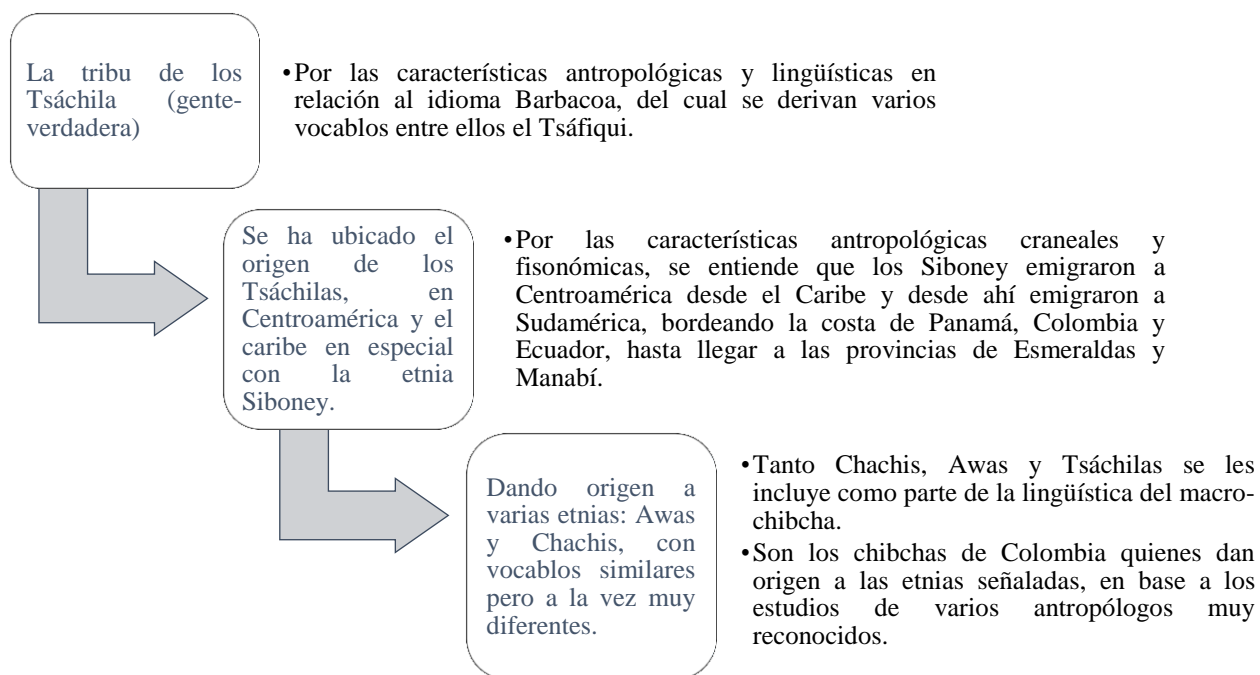 La tribu de los
Tsáchila (gente-
verdadera)
•Por las características antropológicas y lingüísticas en
relación al idioma Barbacoa, del cual se derivan varios
vocablos entre ellos el Tsáfiqui.
Se ha ubicado el
origen de los
Tsáchilas, en
Centroamérica y el
caribe en especial
con la etnia
Siboney.
•Por las características antropológicas craneales y
fisonómicas, se entiende que los Siboney emigraron a
Centroamérica desde el Caribe y desde ahí emigraron a
Sudamérica, bordeando la costa de Panamá, Colombia y
Ecuador, hasta llegar a las provincias de Esmeraldas y
Manabí.
Dando origen a
varias etnias: Awas
y Chachis, con
vocablos similares
pero a la vez muy
diferentes.
•Tanto Chachis, Awas y Tsáchilas se les
incluye como parte de la lingüística del macro-
chibcha.
•Son los chibchas de Colombia quienes dan
origen a las etnias señaladas, en base a los
estudios de varios antropólogos muy
reconocidos.